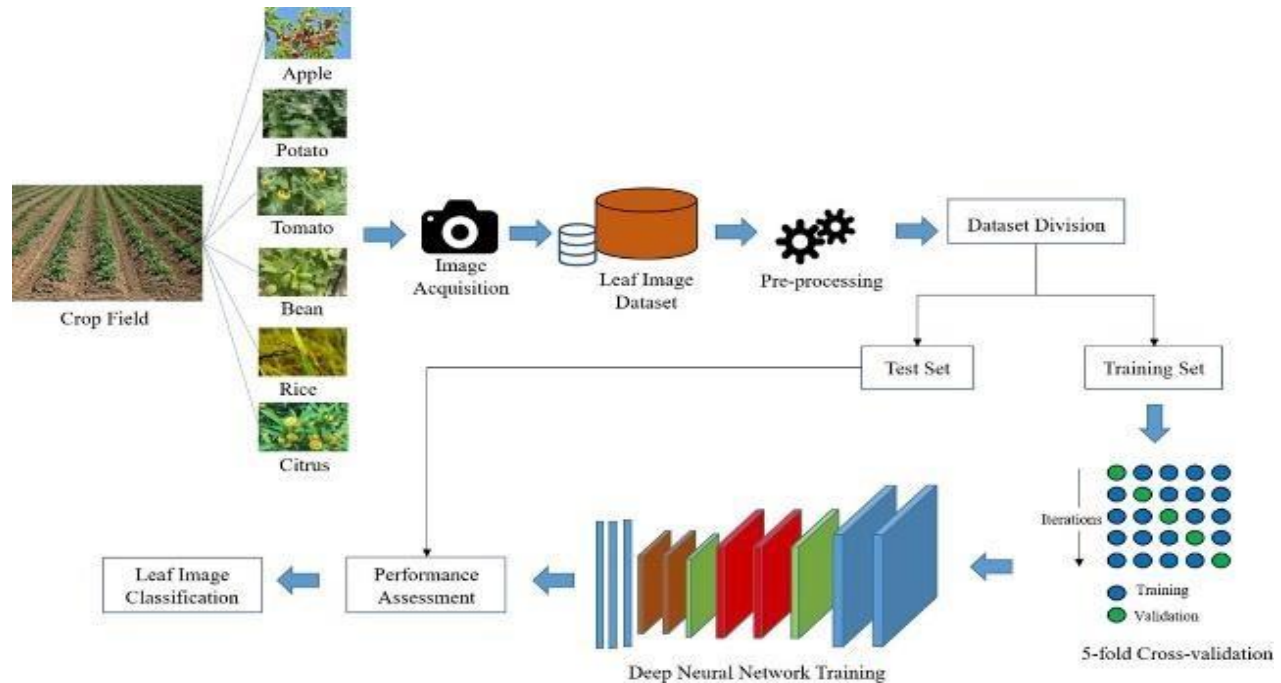 Apple
Potato
Tomato
Bean
Rice
Citrus
Crop Field
Image
Acquisition
Leaf Image
Dataset
Pre-processing
Dataset Division
Test Set
Training Set
Iterations
Training
Validation
5-fold Cross-validation
Deep Neural Network Training
Performance
Assessment
Leaf Image
Classification